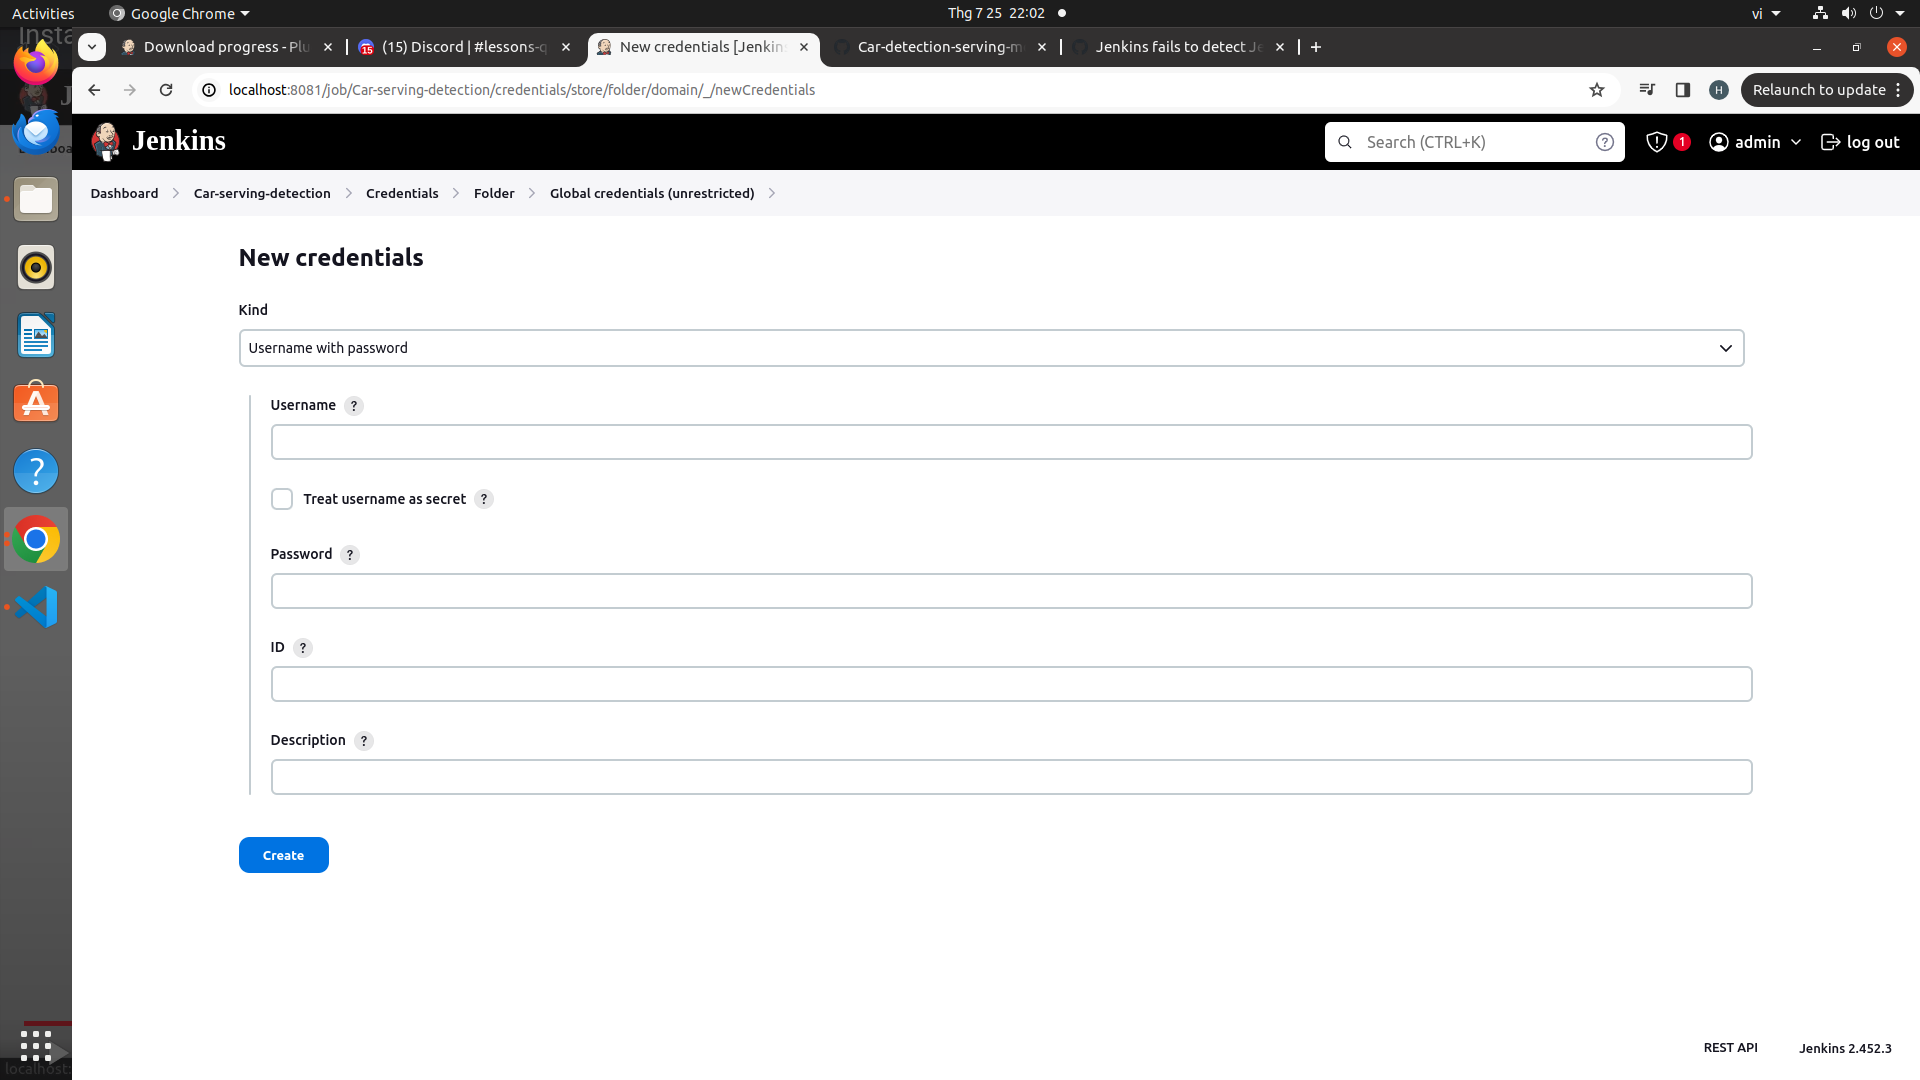 Activities
Google Chrome
Thg 7 25 22:02
vi
Download progress - Plu
(15) Discord | #lessons-q
New credentials [Jenkin
Car-detection-serving-m
Jenkins fails to detect Je
localhost:8081/job/Car-serving-detection/credentials/store/folder/domain/_/newCredentials
H
Relaunch to update
Jenkins
Search (CTRL+K)
?
1
admin
log out
Dashboard
Car-serving-detection
Credentials
Folder
Global credentials (unrestricted)
New credentials
Kind
Username with password
Username ?
Treat username as secret ?
Password ?
ID ?
Description ?
Create
REST API
Jenkins 2.452.3
Insta
15
localhost: